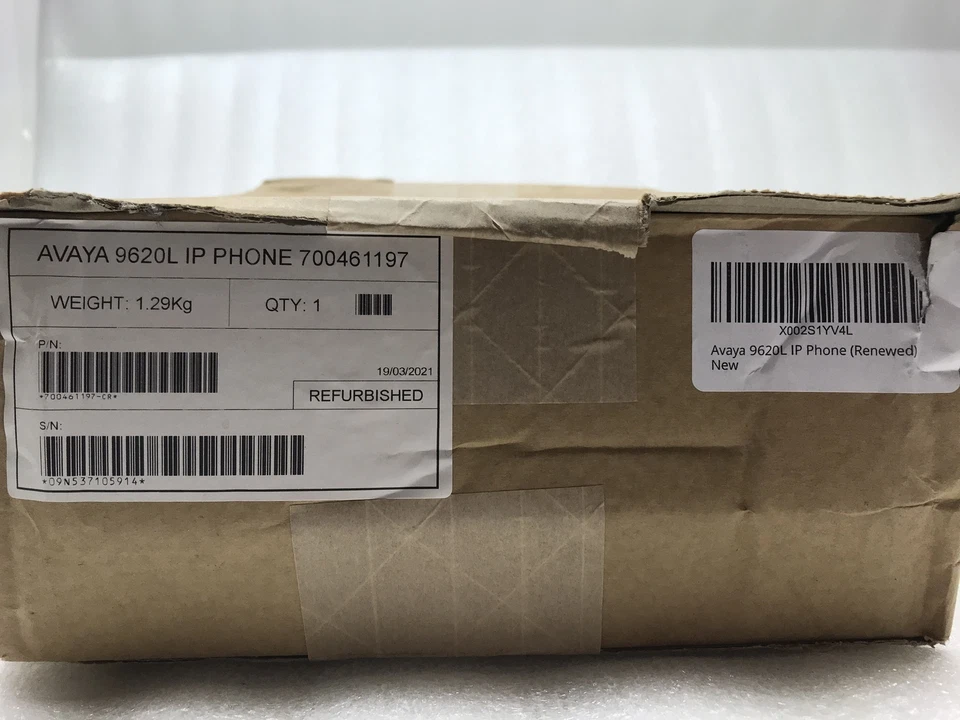 AVAYA 9620L IP PHONE 700461197
WEIGHT: 1.29Kg
QTY: 1
P/N:
*700461197-CR*
19/03/2021
REFURBISHED
S/N:
*09N537105914*
X002S1YV4L
Avaya 9620L IP Phone (Renewed)
New